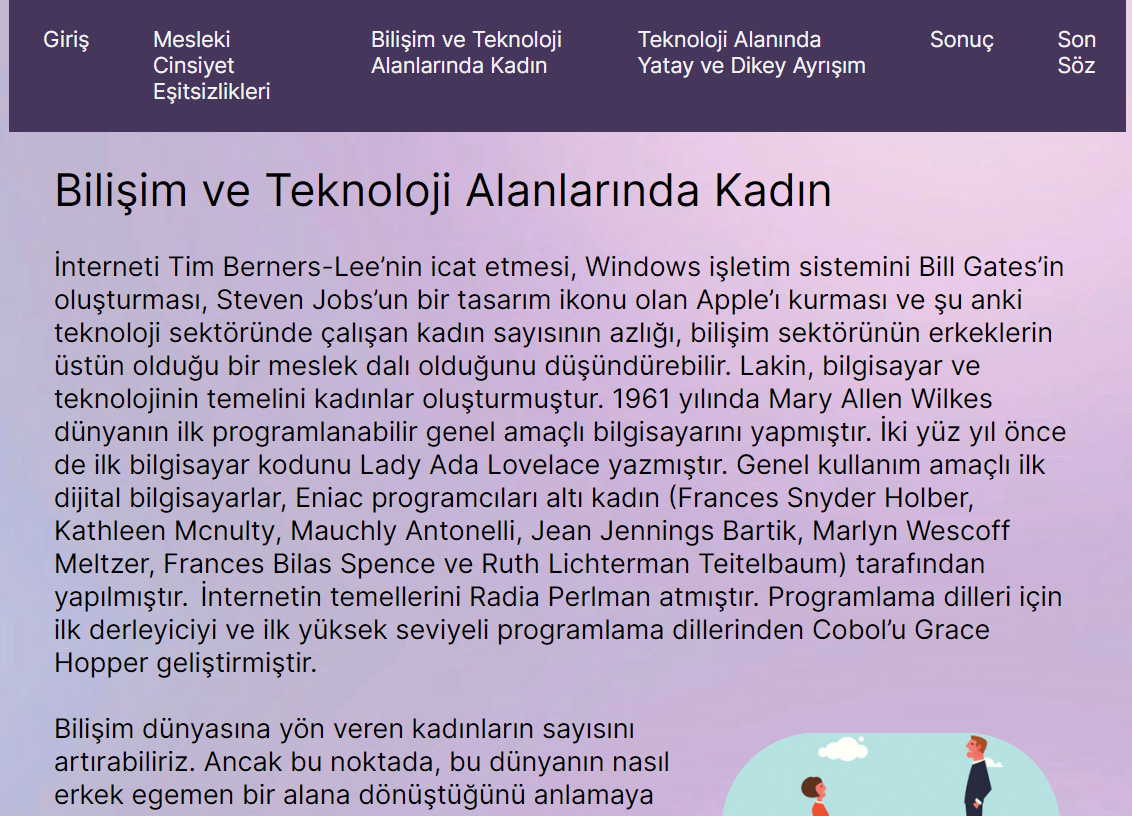 Giriş
Mesleki
Cinsiyet
Eşitsizlikleri
Bilişim ve Teknoloji
Alanlarında Kadın
Teknoloji Alanında
Yatay ve Dikey Ayrışım
Sonuç
Son
Söz
Bilişim ve Teknoloji Alanlarında Kadın
İnterneti Tim Berners-Lee’nin icat etmesi, Windows işletim sistemini Bill Gates’in
oluşturması, Steven Jobs’un bir tasarım ikonu olan Apple’ı kurması ve şu anki
teknoloji sektöründe çalışan kadın sayısının azlığı, bilişim sektörünün erkeklerin
üstün olduğu bir meslek dalı olduğunu düşündürebilir. Lakin, bilgisayar ve
teknolojinin temelini kadınlar oluşturmuştur. 1961 yılında Mary Allen Wilkes
dünyanın ilk programlanabilir genel amaçlı bilgisayarını yapmıştır. İki yüz yıl önce
de ilk bilgisayar kodunu Lady Ada Lovelace yazmıştır. Genel kullanım amaçlı ilk
dijital bilgisayarlar, Eniac programcıları altı kadın (Frances Snyder Holber,
Kathleen Mcnulty, Mauchly Antonelli, Jean Jennings Bartik, Marlyn Wescoff
Meltzer, Frances Bilas Spence ve Ruth Lichterman Teitelbaum) tarafından
yapılmıştır. İnternetin temellerini Radia Perlman atmıştır. Programlama dilleri için
ilk derleyiciyi ve ilk yüksek seviyeli programlama dillerinden Cobol’u Grace
Hopper geliştirmiştir.
Bilişim dünyasına yön veren kadınların sayısını
artırabiliriz. Ancak bu noktada, bu dünyanın nasıl
erkek egemen bir alana dönüştüğünü anlamaya